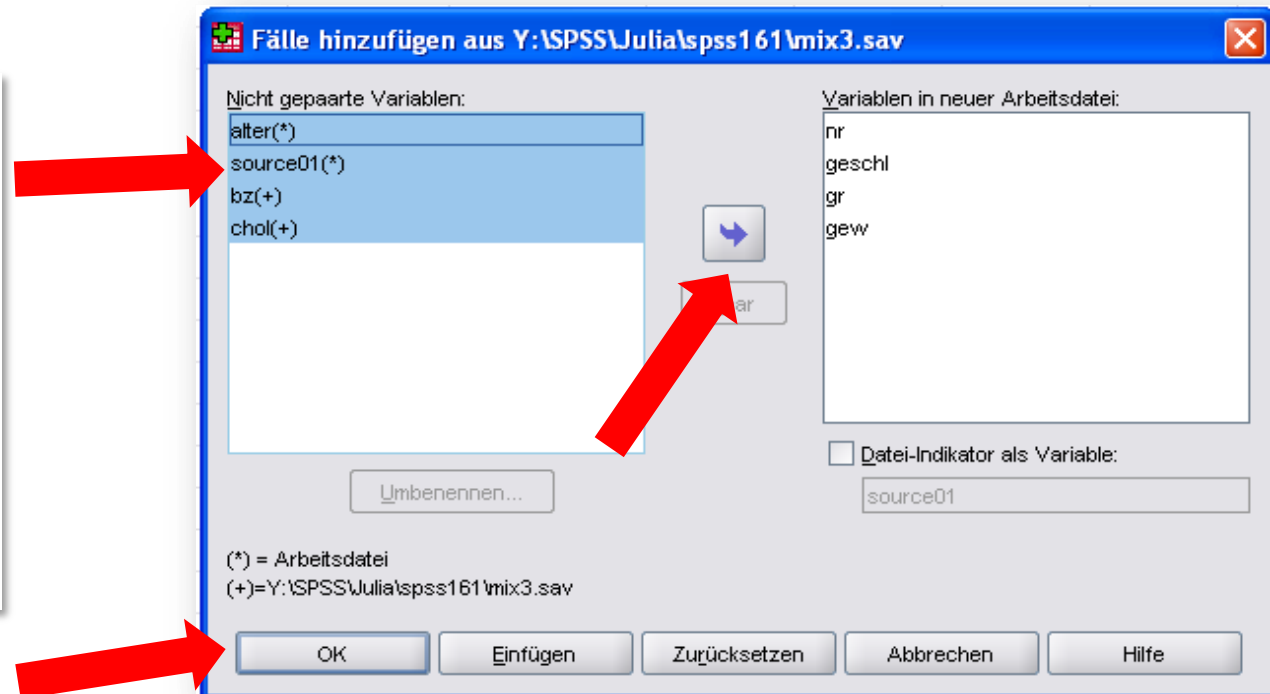 Fälle hinzufügen aus Y:\SPSS\Julia\spss161\mix3.sav
Nicht gepaarte Variablen:
alter(*)
source01(*)
bz(+)
chol(+)
Umbenennen...
(*) = Arbeitsdatei
(+)=Y:\SPSS\Julia\spss161\mix3.sav
Variablen in neuer Arbeitsdatei:
nr
geschl
gr
gew
Datei-Indikator als Variable:
source01
OK
Einfügen
Zurücksetzen
Abbrechen
Hilfe